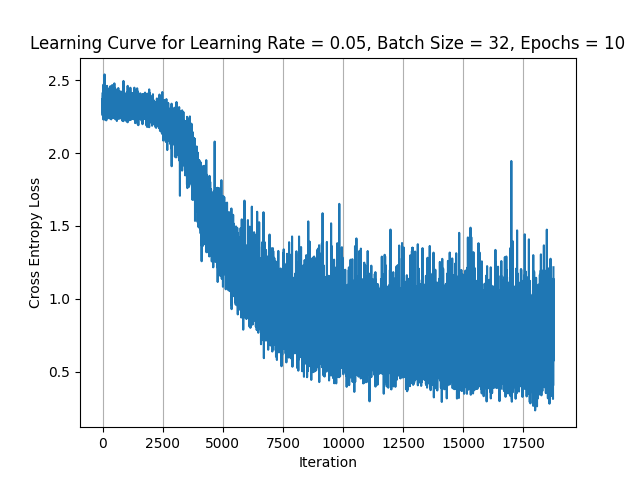 Learning Curve for Learning Rate = 0.05, Batch Size = 32, Epochs = 10
2.5
2.0
1.5
1.0
0.5
Cross Entropy Loss
0 2500 5000 7500 10000 12500 15000 17500
Iteration